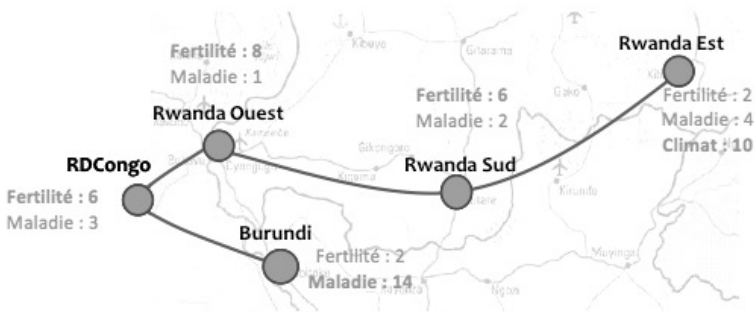 Fertilité : 8
Maladie : 1
Rwanda Ouest
RDCongo
Fertilité : 6
Maladie : 3
Burundi
Fertilité : 2
Maladie : 14
Fertilité : 6
Maladie : 2
Rwanda Sud
Rwanda Est
Fertilité : 2
Maladie : 4
Climat : 10
Kibuye
Gitarama
Gako
Gikongoro
Kirundo
Muyinga
Ngozi